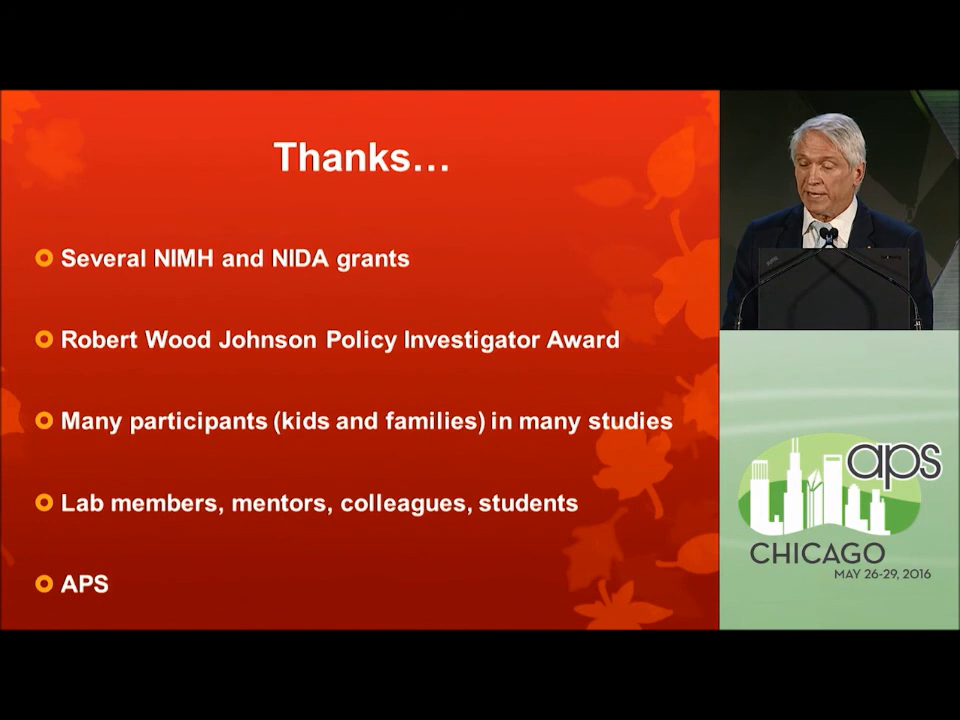 Thanks…
Several NIMH and NIDA grants
Robert Wood Johnson Policy Investigator Award
Many participants (kids and families) in many studies
Lab members, mentors, colleagues, students
APS
aps
CHICAGO
MAY 26-29, 2016